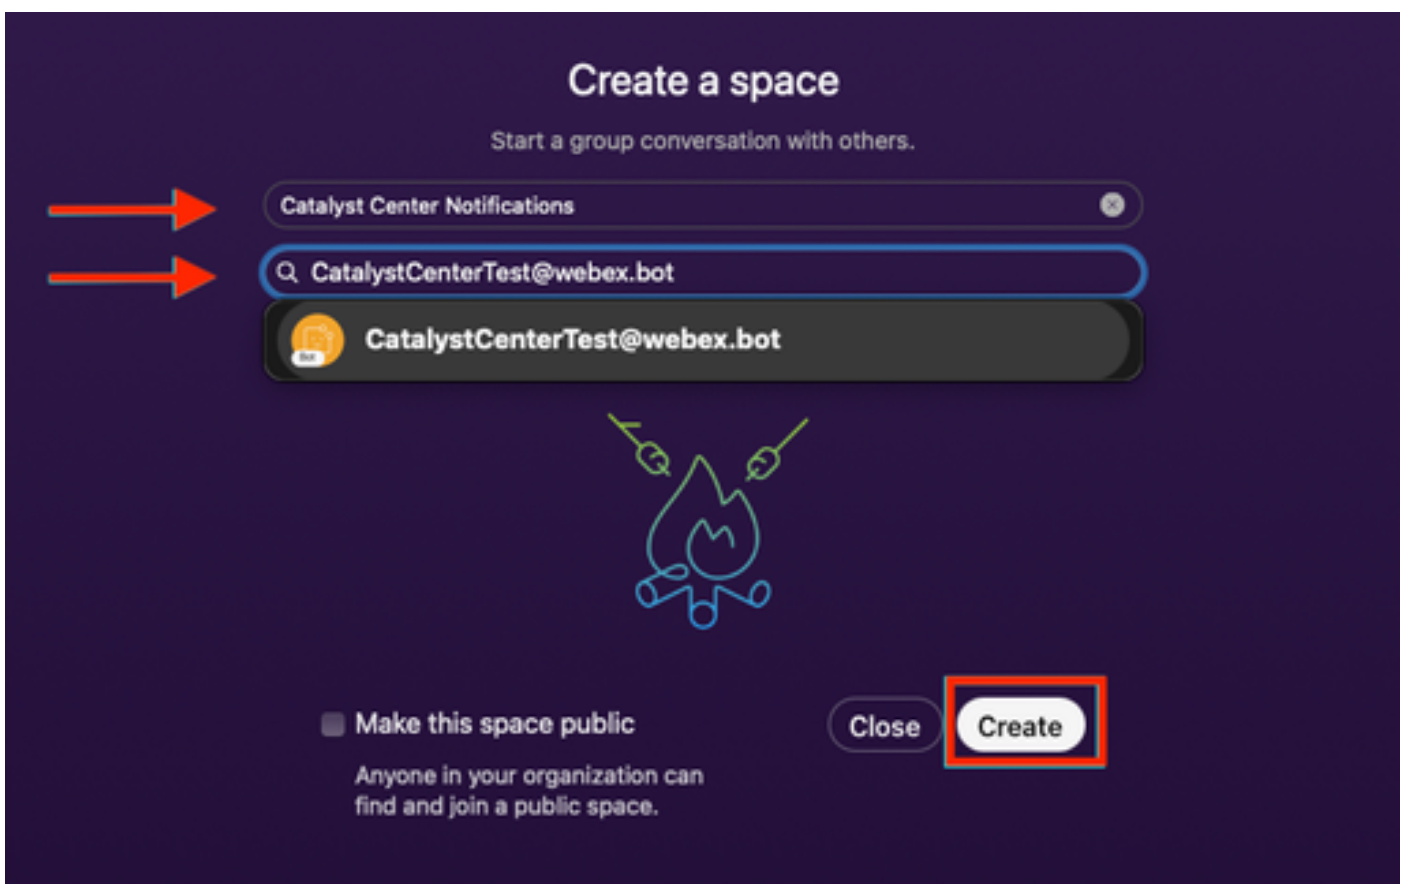 Create a space
Start a group conversation with others.
Catalyst Center Notifications
CatalystCenterTest@webex.bot
CatalystCenterTest@webex.bot
Bot
Make this space public
Close
Create
Anyone in your organization can
find and join a public space.